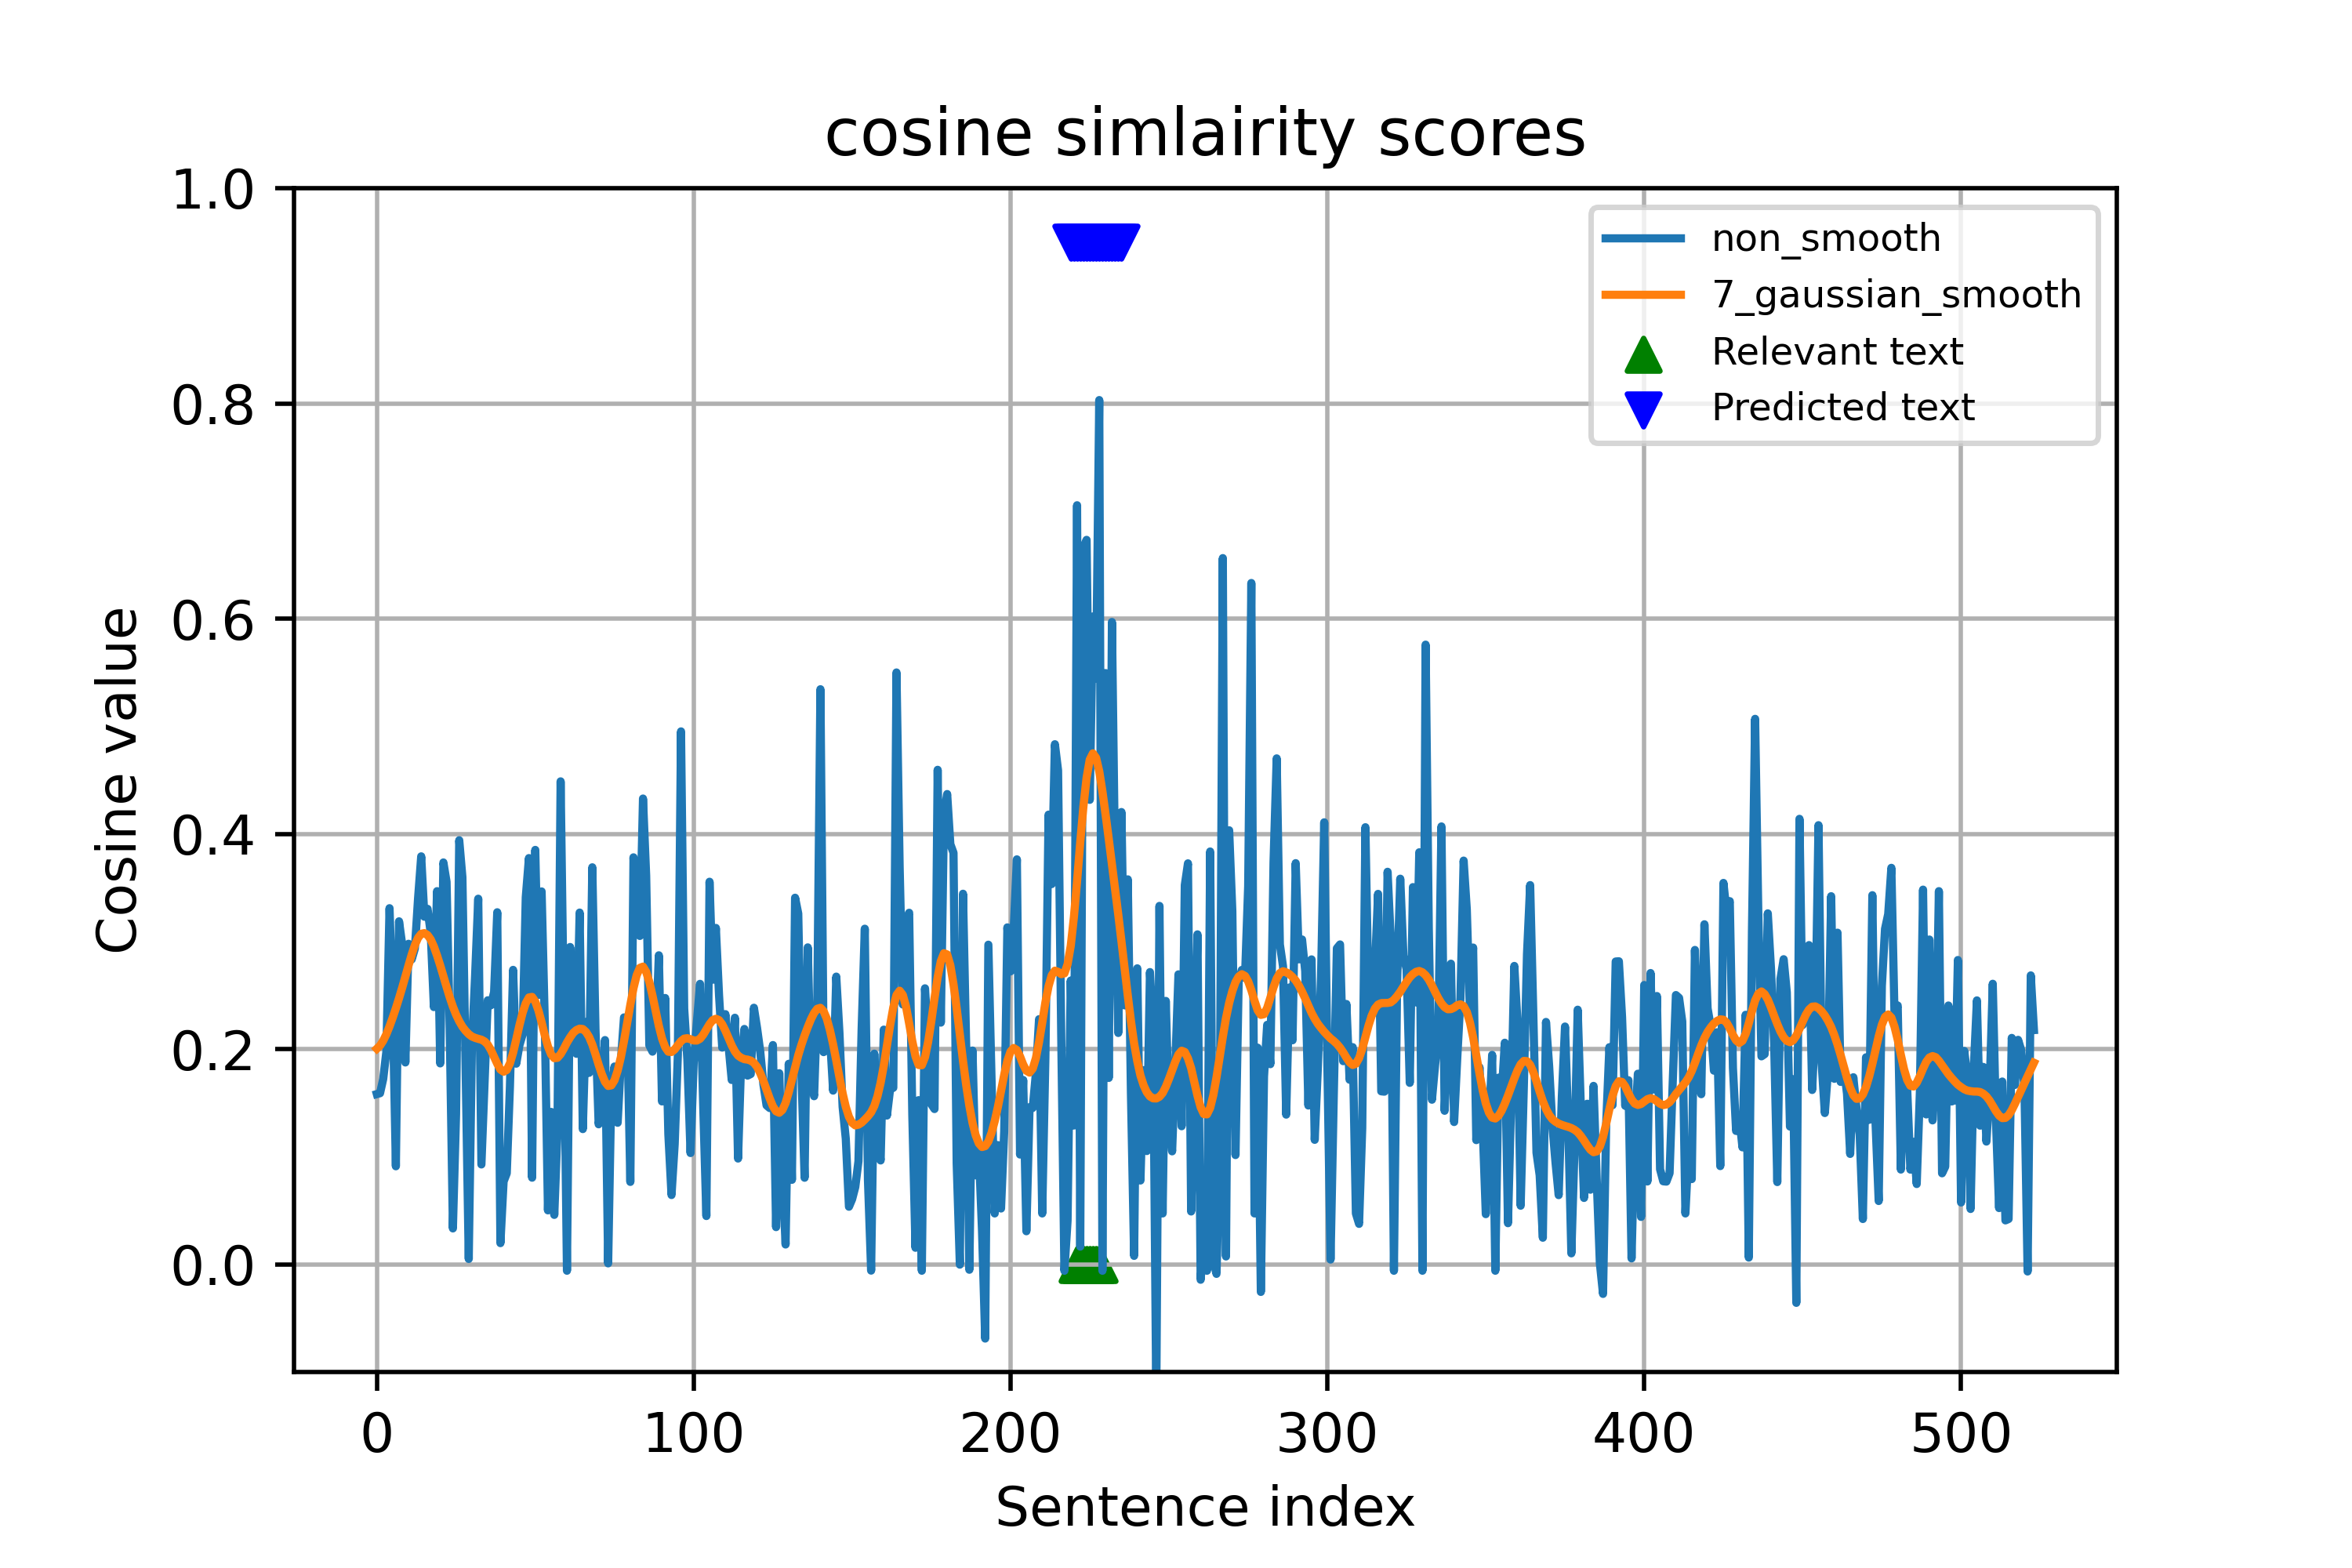 cosine simlairity scores
1.0
0.8
0.6
0.4
0.2
0.0
Cosine value
non_smooth
7_gaussian_smooth
Relevant text
Predicted text
0 100 200 300 400 500
Sentence index